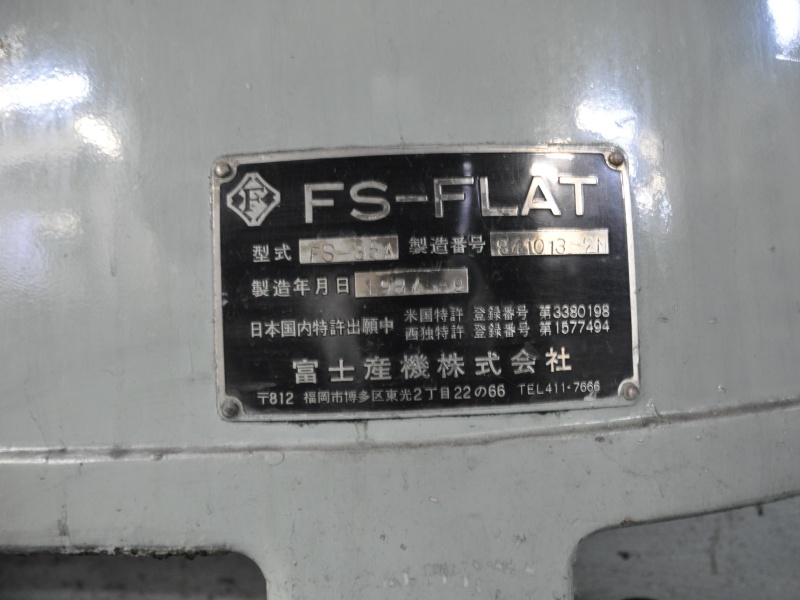 F FS-FLAT
型式 FS-35A 製造番号 841013-2N
製造年月日
日本国内特許出願中 米国特許 登録番号 第3380198
西独特許 登録番号 第1577494
富士産機株式会社
〒812 福岡市博多区東光2丁目22の66 TEL411-7666